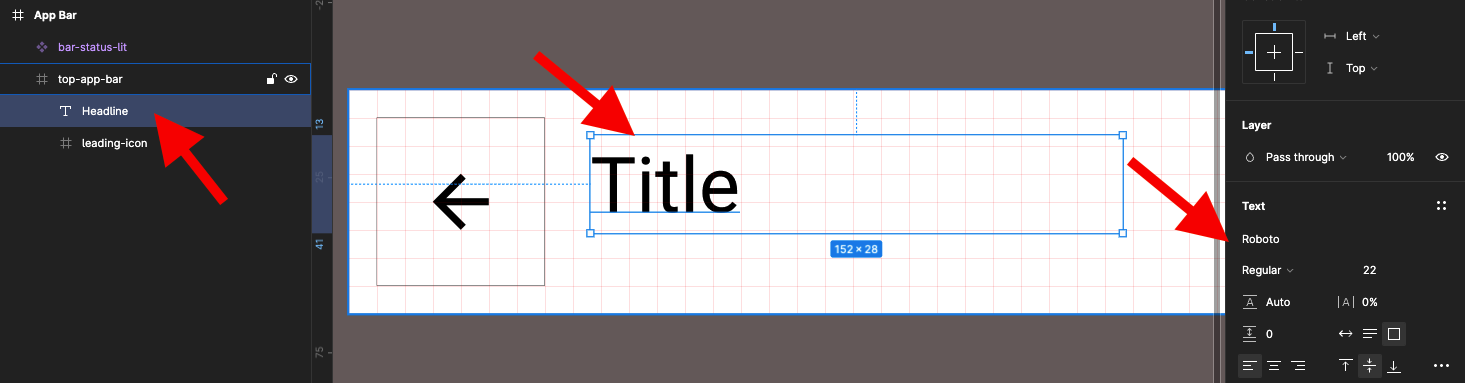 App Bar
bar-status-lit
top-app-bar
Headline
leading-icon
13
25
41
75
Title
152 × 28
Left
Top
Layer
Pass through
100%
Text
Roboto
Regular
22
A
Auto
|A|
0%
0